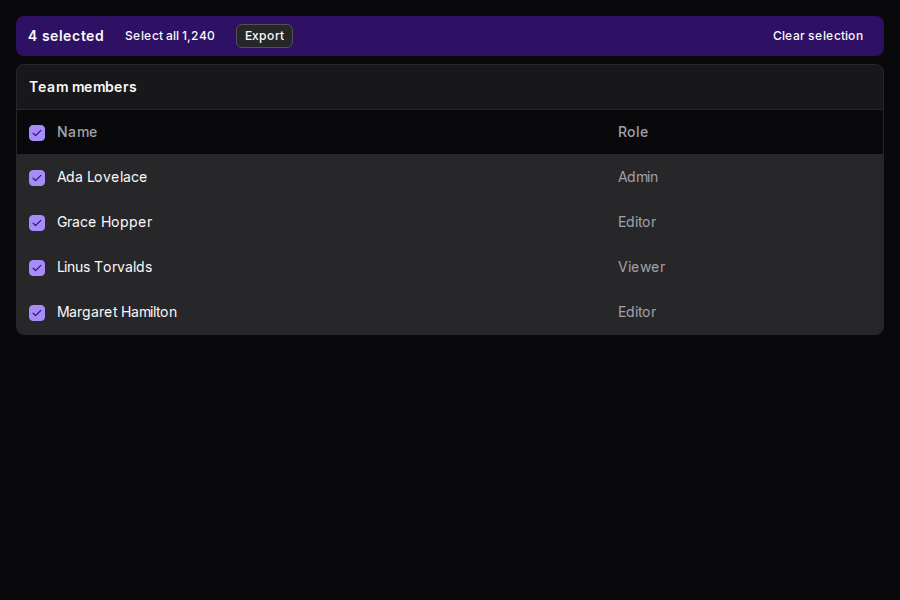 4 selected Select all 1,240 Export Clear selection
Team members
Name Role
Ada Lovelace Admin
Grace Hopper Editor
Linus Torvalds Viewer
Margaret Hamilton Editor